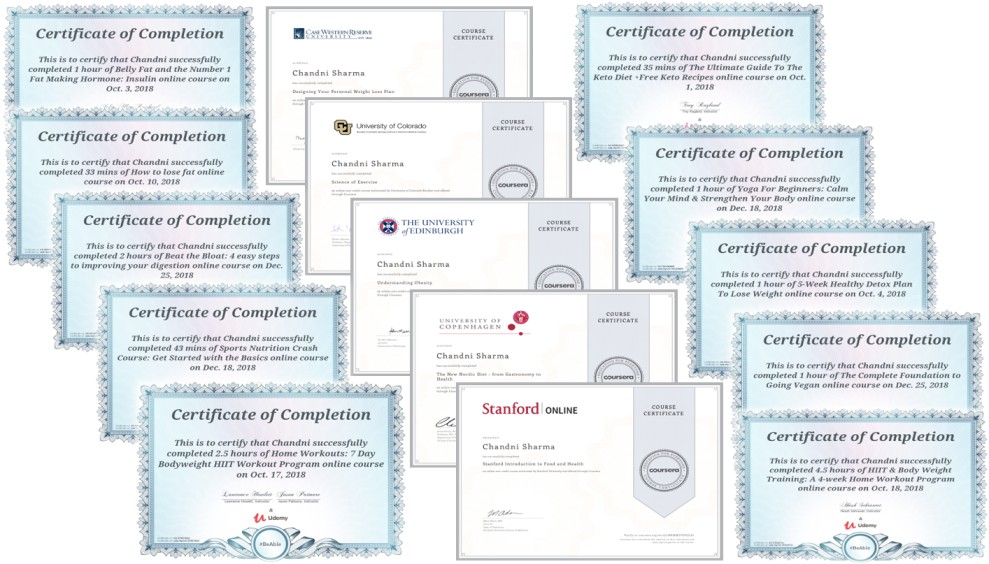 Certificate of Completion
This is to certify that Chandni successfully
completed 1 hour of Belly Fat and the Number 1
Fat Making Hormone: Insulin online course on
Oct. 3, 2018
Certificate of Completion
This is to certify that Chandni successfully
completed 33 mins of How to lose fat online
course on Oct. 10, 2018
Certificate of Completion
This is to certify that Chandni successfully
completed 2 hours of Beat the Bloat: 4 easy steps
to improving your digestion online course on Dec.
25, 2018
Certificate of Completion
This is to certify that Chandni successfully
completed 43 mins of Sports Nutrition Crash
Course: Get Started with the Basics online course
on Dec. 18, 2018
Certificate of Completion
This is to certify that Chandni successfully
completed 2.5 hours of Home Workouts: 7 Day
Bodyweight HIIT Workout Program online course
on Oct. 17, 2018
&
Udemy
#BeAble
CASE WESTERN RESERVE
UNIVERSITY
COURSE
CERTIFICATE
Chandni Sharma
Designing Your Personal Weight Loss Plan
coursera
University of Colorado
COURSE
CERTIFICATE
Chandni Sharma
Science of Exercise
coursera
THE UNIVERSITY
of EDINBURGH
COURSE
CERTIFICATE
Chandni Sharma
Understanding Obesity
coursera
UNIVERSITY OF
COPENHAGEN
COURSE
CERTIFICATE
Chandni Sharma
The New Nordic Diet - from Gastronomy to
Health
coursera
Stanford ONLINE
COURSE
CERTIFICATE
Chandni Sharma
Stanford Introduction to Food and Health
coursera
Certificate of Completion
This is to certify that Chandni successfully
completed 35 mins of The Ultimate Guide To The
Keto Diet +Free Keto Recipes online course on Oct.
1, 2018
&
Certificate of Completion
This is to certify that Chandni successfully
completed 1 hour of Yoga For Beginners: Calm
Your Mind & Strengthen Your Body online course
on Dec. 18, 2018
Certificate of Completion
This is to certify that Chandni successfully
completed 1 hour of 5-Week Healthy Detox Plan
To Lose Weight online course on Oct. 4, 2018
Certificate of Completion
This is to certify that Chandni successfully
completed 1 hour of The Complete Foundation to
Going Vegan online course on Dec. 25, 2018
Certificate of Completion
This is to certify that Chandni successfully
completed 4.5 hours of HIIT & Body Weight
Training: A 4-week Home Workout Program
online course on Oct. 18, 2018
&
Udemy
#BeAble